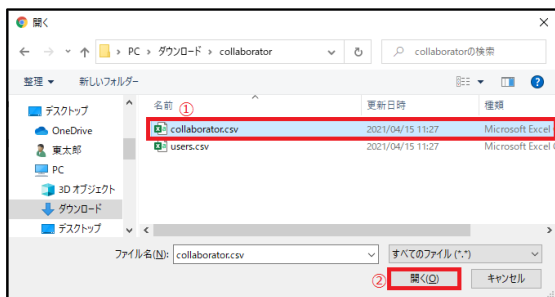 開く
PC › ダウンロード › collaborator
collaboratorの検索
整理 新しいフォルダー
デスクトップ
OneDrive
東太郎
PC
3D オブジェクト
ダウンロード
デスクトップ
名前 ① 更新日時 種類
collaborator.csv 2021/04/15 11:27 Microsoft Excel
users.csv 2021/04/15 11:27 Microsoft Excel
ファイル名(N): collaborator.csv すべてのファイル (*.*)
② 開く(O) キャンセル